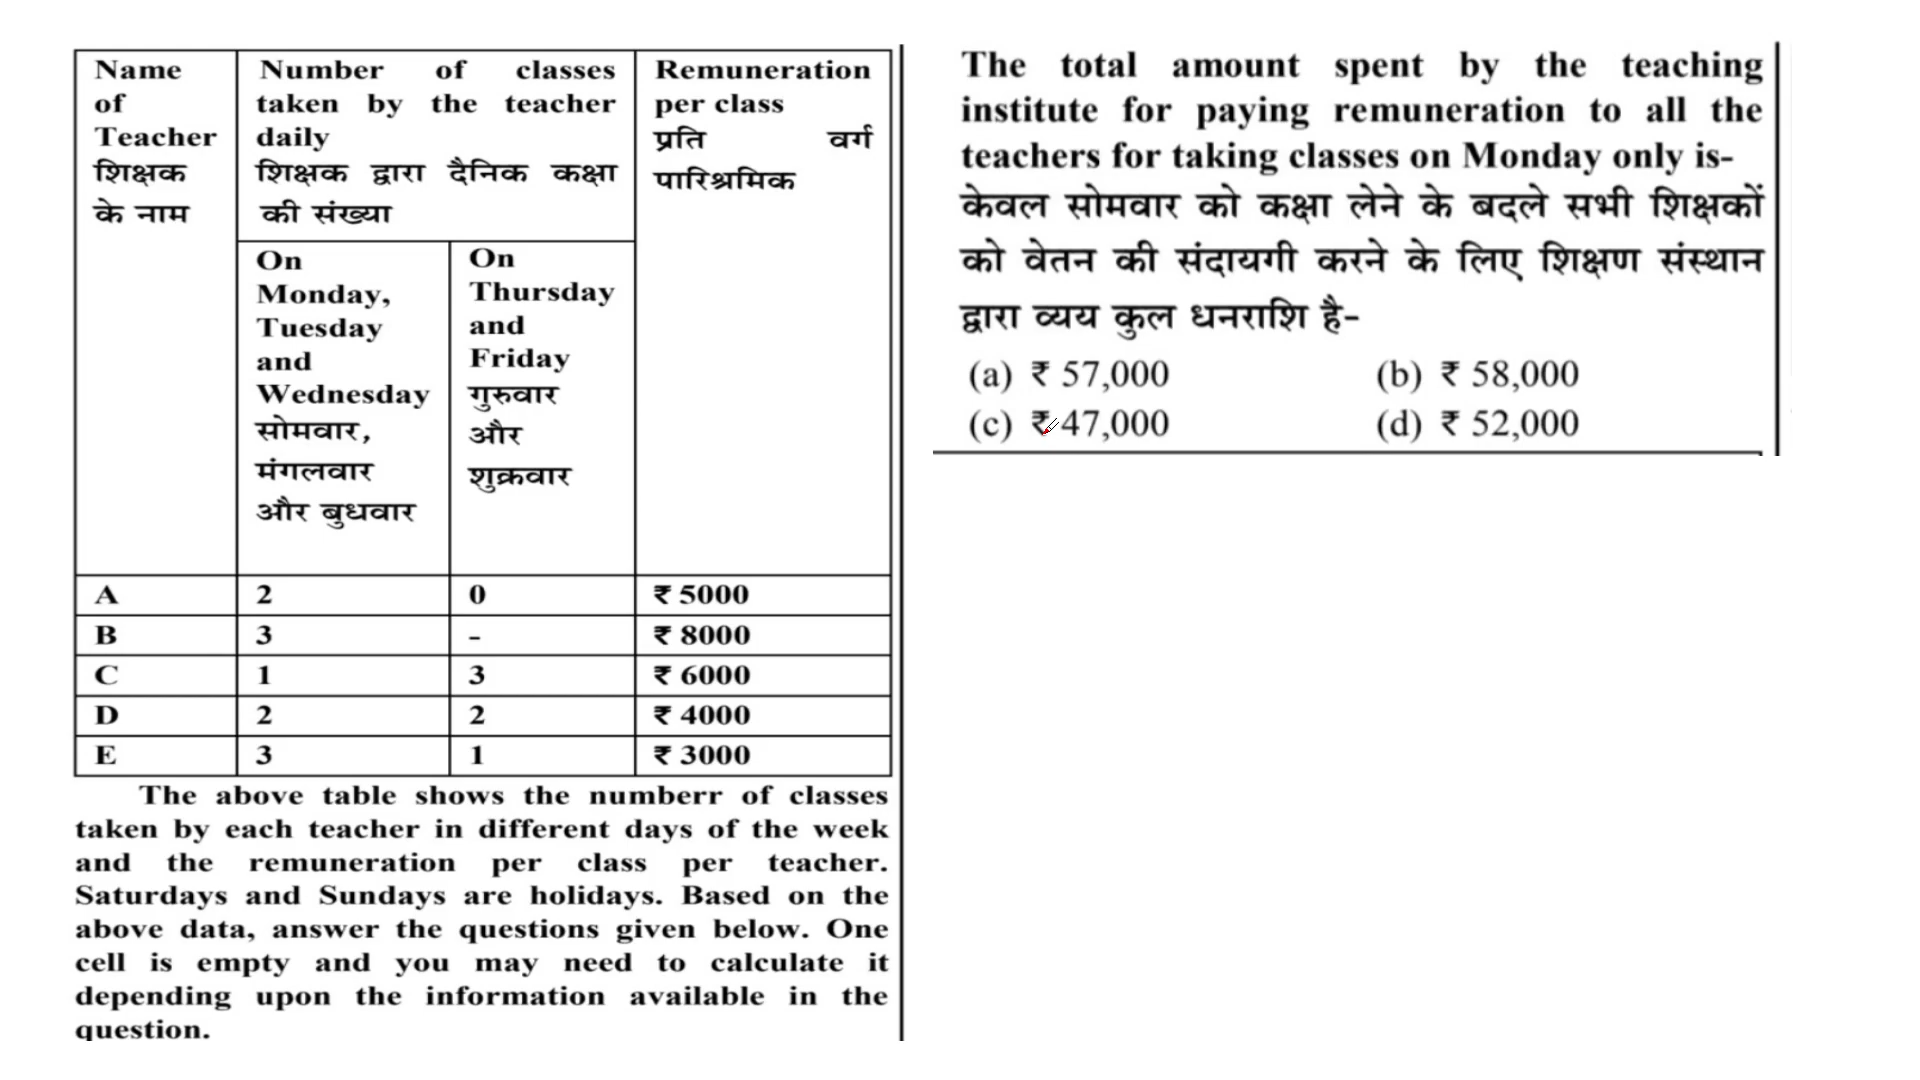 Name
of
Teacher
शिक्षक
के नाम
Number of classes
taken by the teacher
daily
शिक्षक द्वारा दैनिक कक्षा
की संख्या
Remuneration
per class
प्रति वर्ग
पारिश्रमिक
On
Monday,
Tuesday
and
Wednesday
सोमवार,
मंगलवार
और बुधवार
On
Thursday
and
Friday
गुरुवार
और
शुक्रवार
A 2 0 ₹ 5000
B 3 - ₹ 8000
C 1 3 ₹ 6000
D 2 2 ₹ 4000
E 3 1 ₹ 3000
The above table shows the numberr of classes
taken by each teacher in different days of the week
and the remuneration per class per teacher.
Saturdays and Sundays are holidays. Based on the
above data, answer the questions given below. One
cell is empty and you may need to calculate it
depending upon the information available in the
question.
The total amount spent by the teaching
institute for paying remuneration to all the
teachers for taking classes on Monday only is-
केवल सोमवार को कक्षा लेने के बदले सभी शिक्षकों
को वेतन की संदायगी करने के लिए शिक्षण संस्थान
द्वारा व्यय कुल धनराशि है-
(a) ₹ 57,000 (b) ₹ 58,000
(c) ₹ 47,000 (d) ₹ 52,000